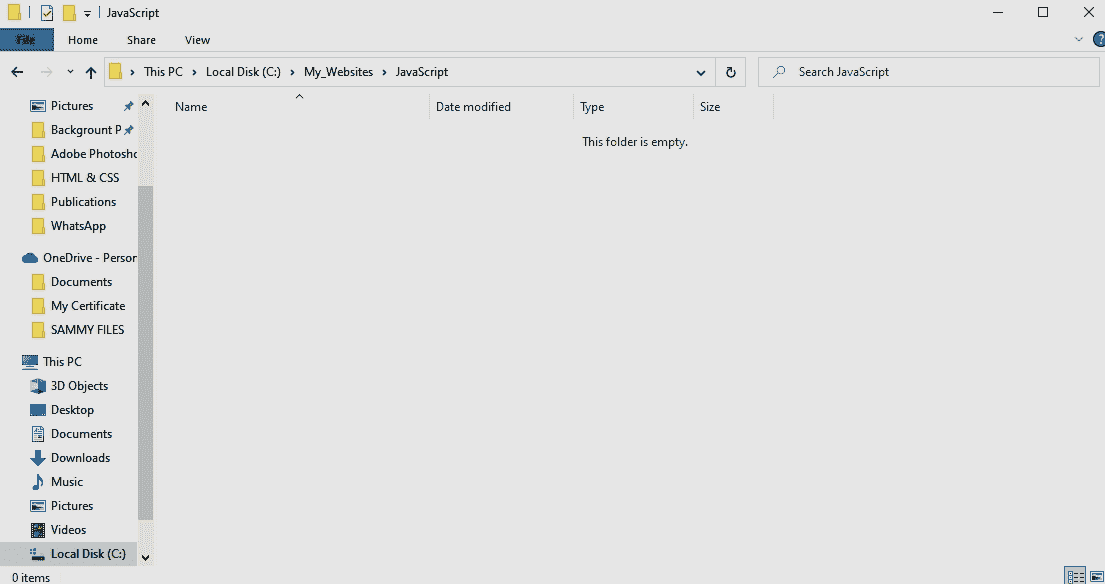 JavaScript
File Home Share View
This PC Local Disk (C:) My_Websites JavaScript
Search JavaScript
Name Date modified Type Size
This folder is empty.
Pictures
Backgrount P
Adobe Photosho
HTML & CSS
Publications
WhatsApp
OneDrive - Person
Documents
My Certificate
SAMMY FILES
This PC
3D Objects
Desktop
Documents
Downloads
Music
Pictures
Videos
Local Disk (C:)
0 items